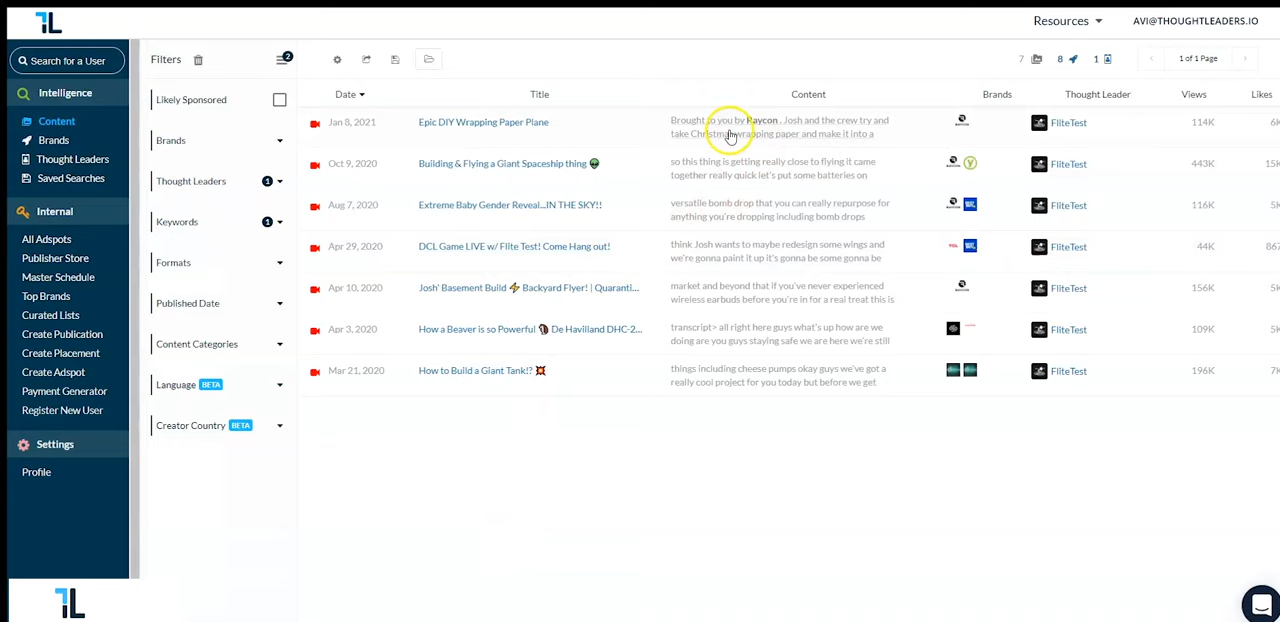 TL
Resources
AVI@THOUGHTLEADERS.IO
Search for a User
Intelligence
Content
Brands
Thought Leaders
Saved Searches
Internal
All Adspots
Publisher Store
Master Schedule
Top Brands
Curated Lists
Create Publication
Create Placement
Create Adspot
Payment Generator
Register New User
Settings
Profile
TL
Filters 2
Likely Sponsored
Brands
Thought Leaders 1
Keywords 1
Formats
Published Date
Content Categories
Language BETA
Creator Country BETA
7 8 1 1 of 1 Page
Date Title Content Brands Thought Leader Views Likes
Jan 8, 2021 Epic DIY Wrapping Paper Plane Brought to you by Raycon . Josh and the crew try and FliteTest 114K 6K
take Christmas wrapping paper and make it into a
Oct 9, 2020 Building & Flying a Giant Spaceship thing 👽 so this thing is getting really close to flying it came FliteTest 443K 15K
together really quick let's put some batteries on
Aug 7, 2020 Extreme Baby Gender Reveal...IN THE SKY!! versatile bomb drop that you can really repurpose for FliteTest 116K 5K
anything you're dropping including bomb drops
Apr 29, 2020 DCL Game LIVE w/ Flite Test! Come Hang out! think Josh wants to maybe redesign some wings and FliteTest 44K 867
we're gonna paint it up it's gonna be some gonna be
Apr 10, 2020 Josh' Basement Build ⚡ Backyard Flyer! | Quaranti... market and beyond that if you've never experienced FliteTest 156K 5K
wireless earbuds before you're in for a real treat this is
Apr 3, 2020 How a Beaver is so Powerful 🦫 De Havilland DHC-2... transcript> all right here guys what's up how are we FliteTest 109K 5K
doing are you guys staying safe we are here we're still
Mar 21, 2020 How to Build a Giant Tank!? 💥 things including cheese pumps okay guys we've got a FliteTest 196K 7K
really cool project for you today but before we get